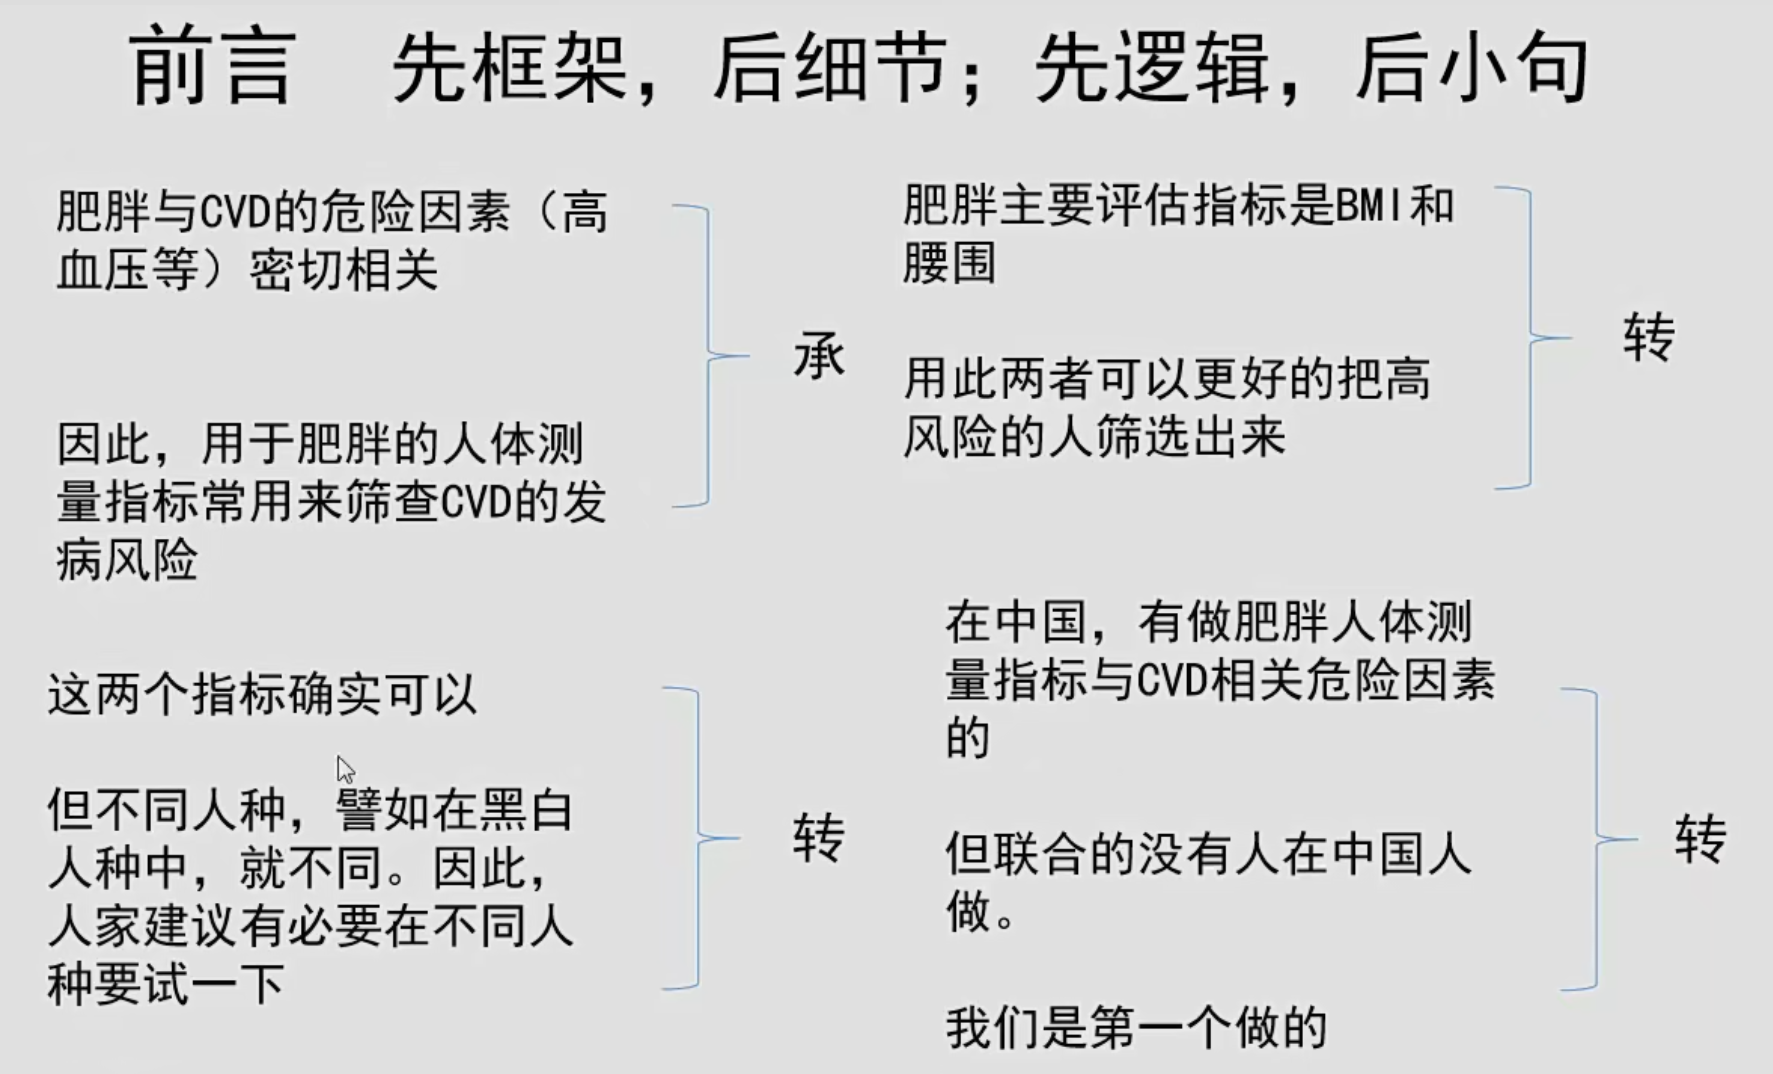 前言　先框架，后细节；先逻辑，后小句
肥胖与CVD的危险因素（高
血压等）密切相关
因此，用于肥胖的人体测
量指标常用来筛查CVD的发
病风险
承
肥胖主要评估指标是BMI和
腰围
用此两者可以更好的把高
风险的人筛选出来
转
这两个指标确实可以
但不同人种，譬如在黑白
人种中，就不同。因此，
人家建议有必要在不同人
种要试一下
转
在中国，有做肥胖人体测
量指标与CVD相关危险因素
的
但联合的没有人在中国人
做。
我们是第一个做的
转